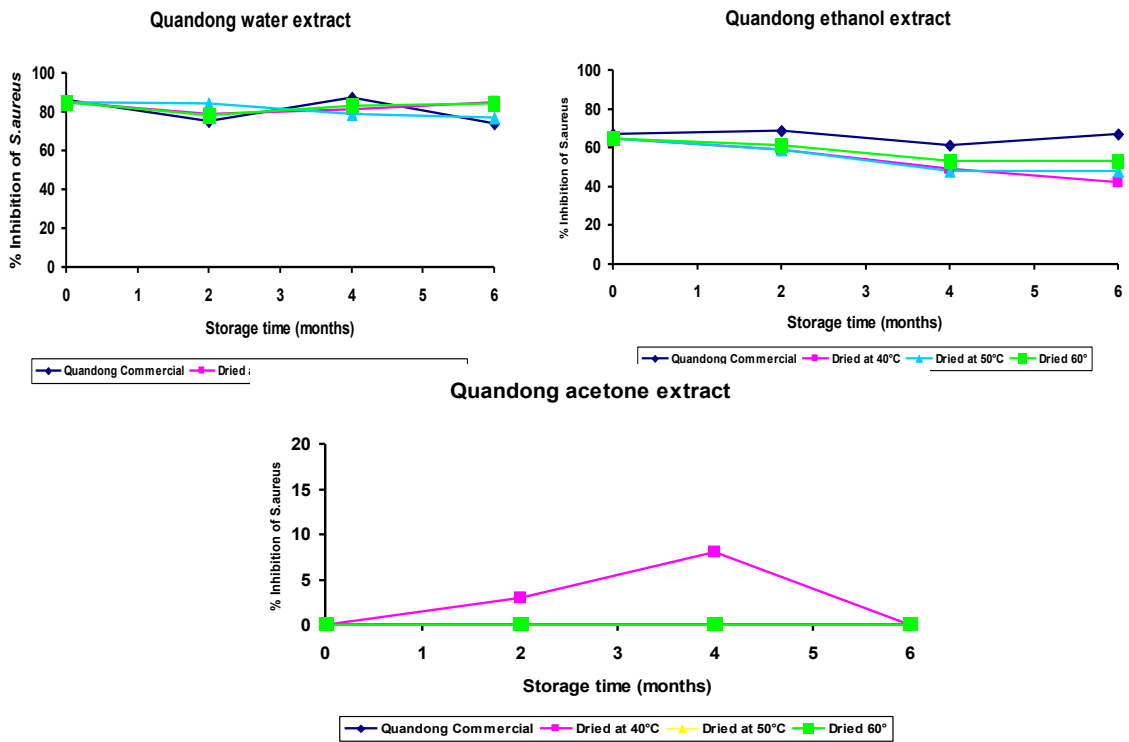 Quandong water extract
% Inhibition of S.aureus
100
80
60
40
20
0
0 1 2 3 4 5 6
Storage time (months)
Quandong Commercial Dried
Quandong ethanol extract
% Inhibition of S.aureus
100
80
60
40
20
0
0 1 2 3 4 5 6
Storage time (months)
Quandong Commercial Dried at 40°C Dried at 50°C Dried 60°
Quandong acetone extract
% Inhibition of S.aureus
20
15
10
5
0
0 1 2 3 4 5 6
Storage time (months)
Quandong Commercial Dried at 40°C Dried at 50°C Dried 60°